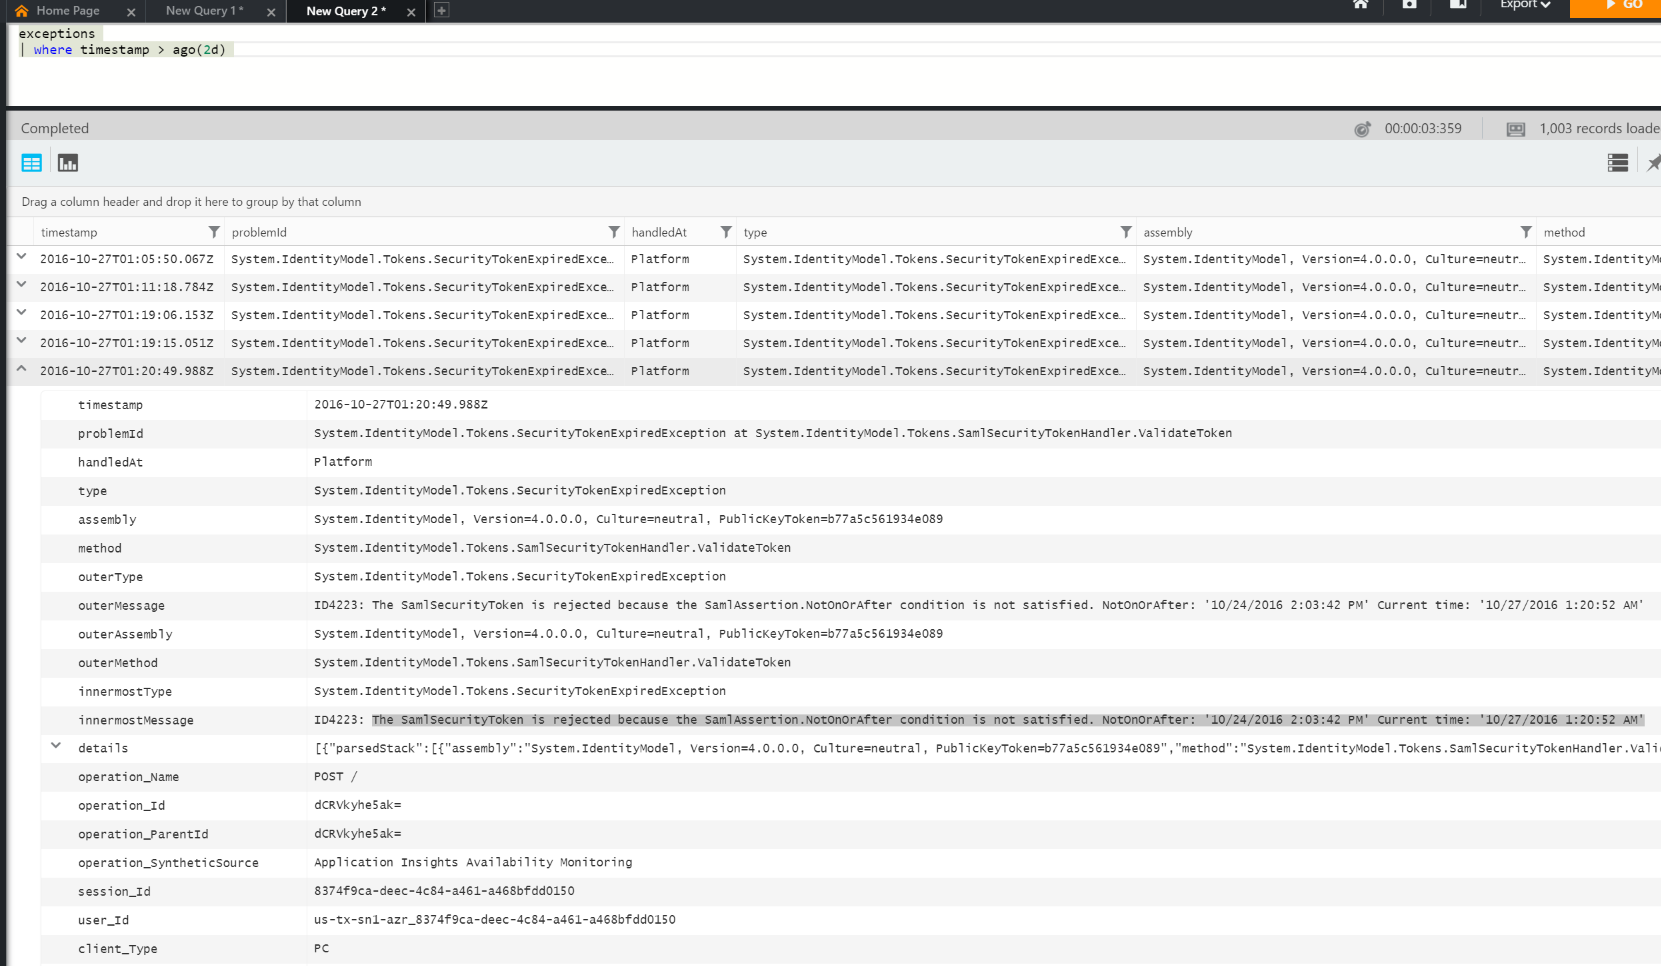 Home Page
New Query 1 *
New Query 2 *
Export
GO
exceptions
| where timestamp > ago(2d)
Completed
00:00:03:359
1,003 records loade
Drag a column header and drop it here to group by that column
timestamp problemId handledAt type assembly method
2016-10-27T01:05:50.067Z System.IdentityModel.Tokens.SecurityTokenExpiredExce… Platform System.IdentityModel.Tokens.SecurityTokenExpiredExce… System.IdentityModel, Version=4.0.0.0, Culture=neutr… System.IdentityM
2016-10-27T01:11:18.784Z System.IdentityModel.Tokens.SecurityTokenExpiredExce… Platform System.IdentityModel.Tokens.SecurityTokenExpiredExce… System.IdentityModel, Version=4.0.0.0, Culture=neutr… System.IdentityM
2016-10-27T01:19:06.153Z System.IdentityModel.Tokens.SecurityTokenExpiredExce… Platform System.IdentityModel.Tokens.SecurityTokenExpiredExce… System.IdentityModel, Version=4.0.0.0, Culture=neutr… System.IdentityM
2016-10-27T01:19:15.051Z System.IdentityModel.Tokens.SecurityTokenExpiredExce… Platform System.IdentityModel.Tokens.SecurityTokenExpiredExce… System.IdentityModel, Version=4.0.0.0, Culture=neutr… System.IdentityM
2016-10-27T01:20:49.988Z System.IdentityModel.Tokens.SecurityTokenExpiredExce… Platform System.IdentityModel.Tokens.SecurityTokenExpiredExce… System.IdentityModel, Version=4.0.0.0, Culture=neutr… System.IdentityM
timestamp 2016-10-27T01:20:49.988Z
problemId System.IdentityModel.Tokens.SecurityTokenExpiredException at System.IdentityModel.Tokens.SamlSecurityTokenHandler.ValidateToken
handledAt Platform
type System.IdentityModel.Tokens.SecurityTokenExpiredException
assembly System.IdentityModel, Version=4.0.0.0, Culture=neutral, PublicKeyToken=b77a5c561934e089
method System.IdentityModel.Tokens.SamlSecurityTokenHandler.ValidateToken
outerType System.IdentityModel.Tokens.SecurityTokenExpiredException
outerMessage ID4223: The SamlSecurityToken is rejected because the SamlAssertion.NotOnOrAfter condition is not satisfied. NotOnOrAfter: '10/24/2016 2:03:42 PM' Current time: '10/27/2016 1:20:52 AM'
outerAssembly System.IdentityModel, Version=4.0.0.0, Culture=neutral, PublicKeyToken=b77a5c561934e089
outerMethod System.IdentityModel.Tokens.SamlSecurityTokenHandler.ValidateToken
innermostType System.IdentityModel.Tokens.SecurityTokenExpiredException
innermostMessage ID4223: The SamlSecurityToken is rejected because the SamlAssertion.NotOnOrAfter condition is not satisfied. NotOnOrAfter: '10/24/2016 2:03:42 PM' Current time: '10/27/2016 1:20:52 AM'
details [{"parsedStack":[{"assembly":"System.IdentityModel, Version=4.0.0.0, Culture=neutral, PublicKeyToken=b77a5c561934e089","method":"System.IdentityModel.Tokens.SamlSecurityTokenHandler.Vali
operation_Name POST /
operation_Id dCRVkyhe5ak=
operation_ParentId dCRVkyhe5ak=
operation_SyntheticSource Application Insights Availability Monitoring
session_Id 8374f9ca-deec-4c84-a461-a468bfdd0150
user_Id us-tx-sn1-azr_8374f9ca-deec-4c84-a461-a468bfdd0150
client_Type PC